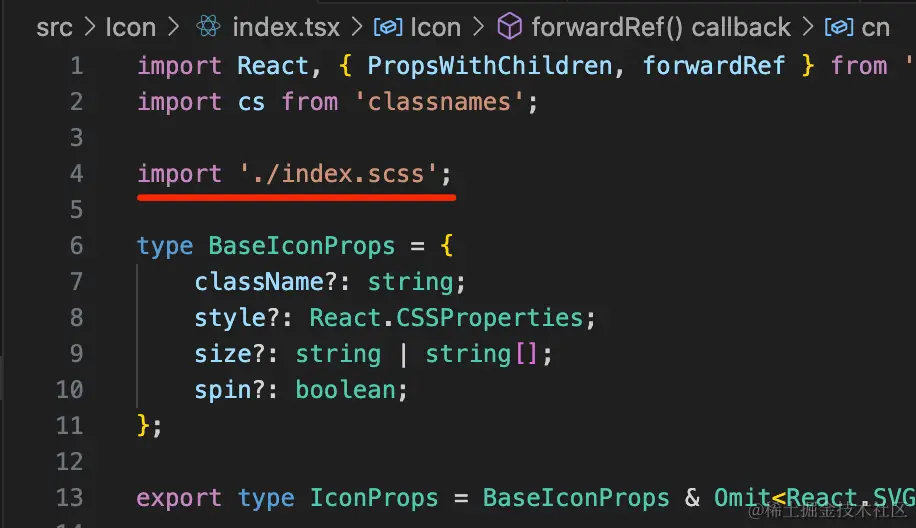 src > Icon > index.tsx > Icon > forwardRef() callback > cn
1 import React, { PropsWithChildren, forwardRef } from '
2 import cs from 'classnames';
3
4 import './index.scss';
5
6 type BaseIconProps = {
7 className?: string;
8 style?: React.CSSProperties;
9 size?: string | string[];
10 spin?: boolean;
11 };
12
13 export type IconProps = BaseIconProps & Omit<React.SVG
@稀土掘金技术社区